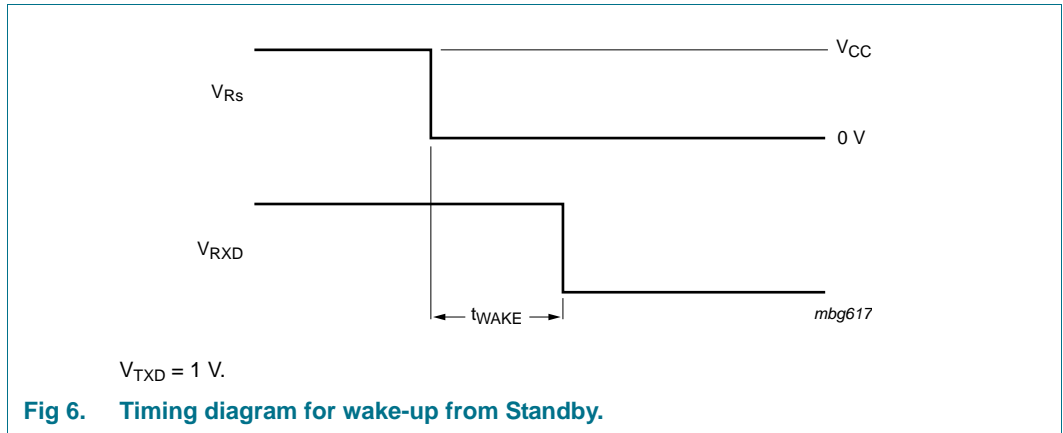 VCC
VRs
0 V
VRXD
tWAKE
mbg617
VTXD = 1 V.
Fig 6. Timing diagram for wake-up from Standby.